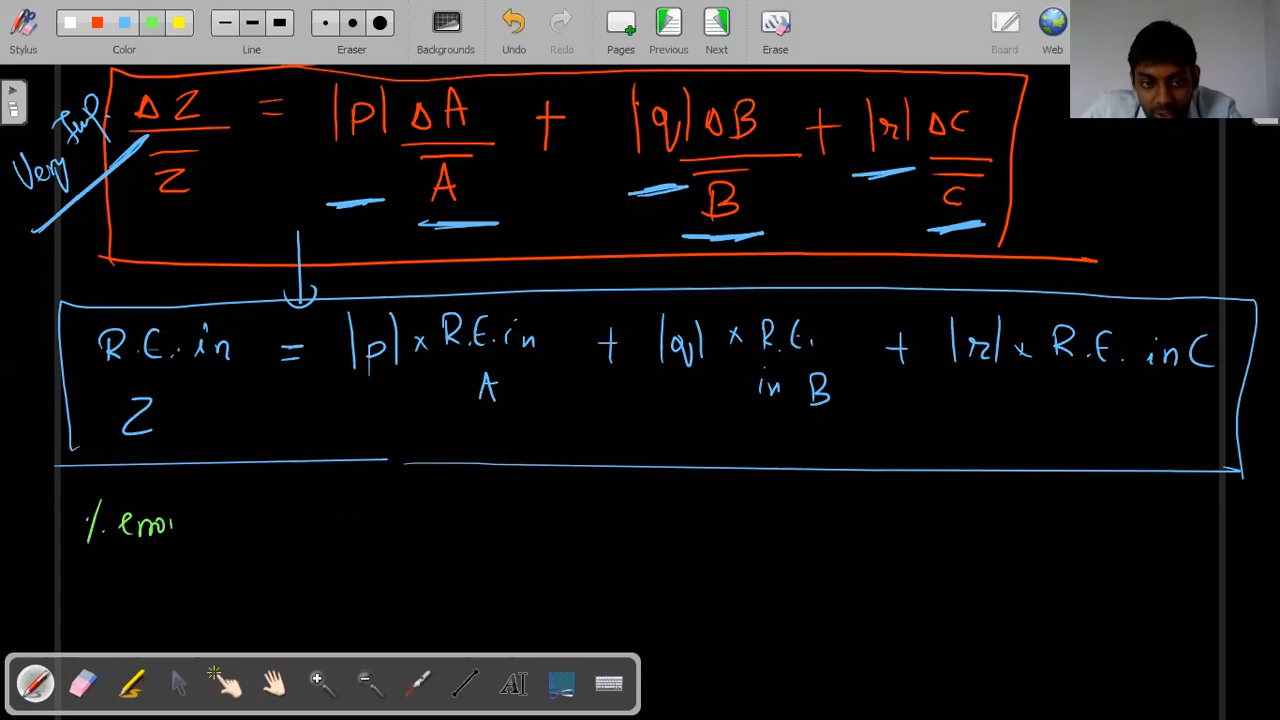 Stylus Color Line Eraser Backgrounds Undo Redo Pages Previous Next Erase Board Web
Very Imp.
ΔZ / Z = |p| ΔA / A + |q| ΔB / B + |r| ΔC / C
R.E. in Z = |p| × R.E. in A + |q| × R.E. in B + |r| × R.E. in C
% erro
AI